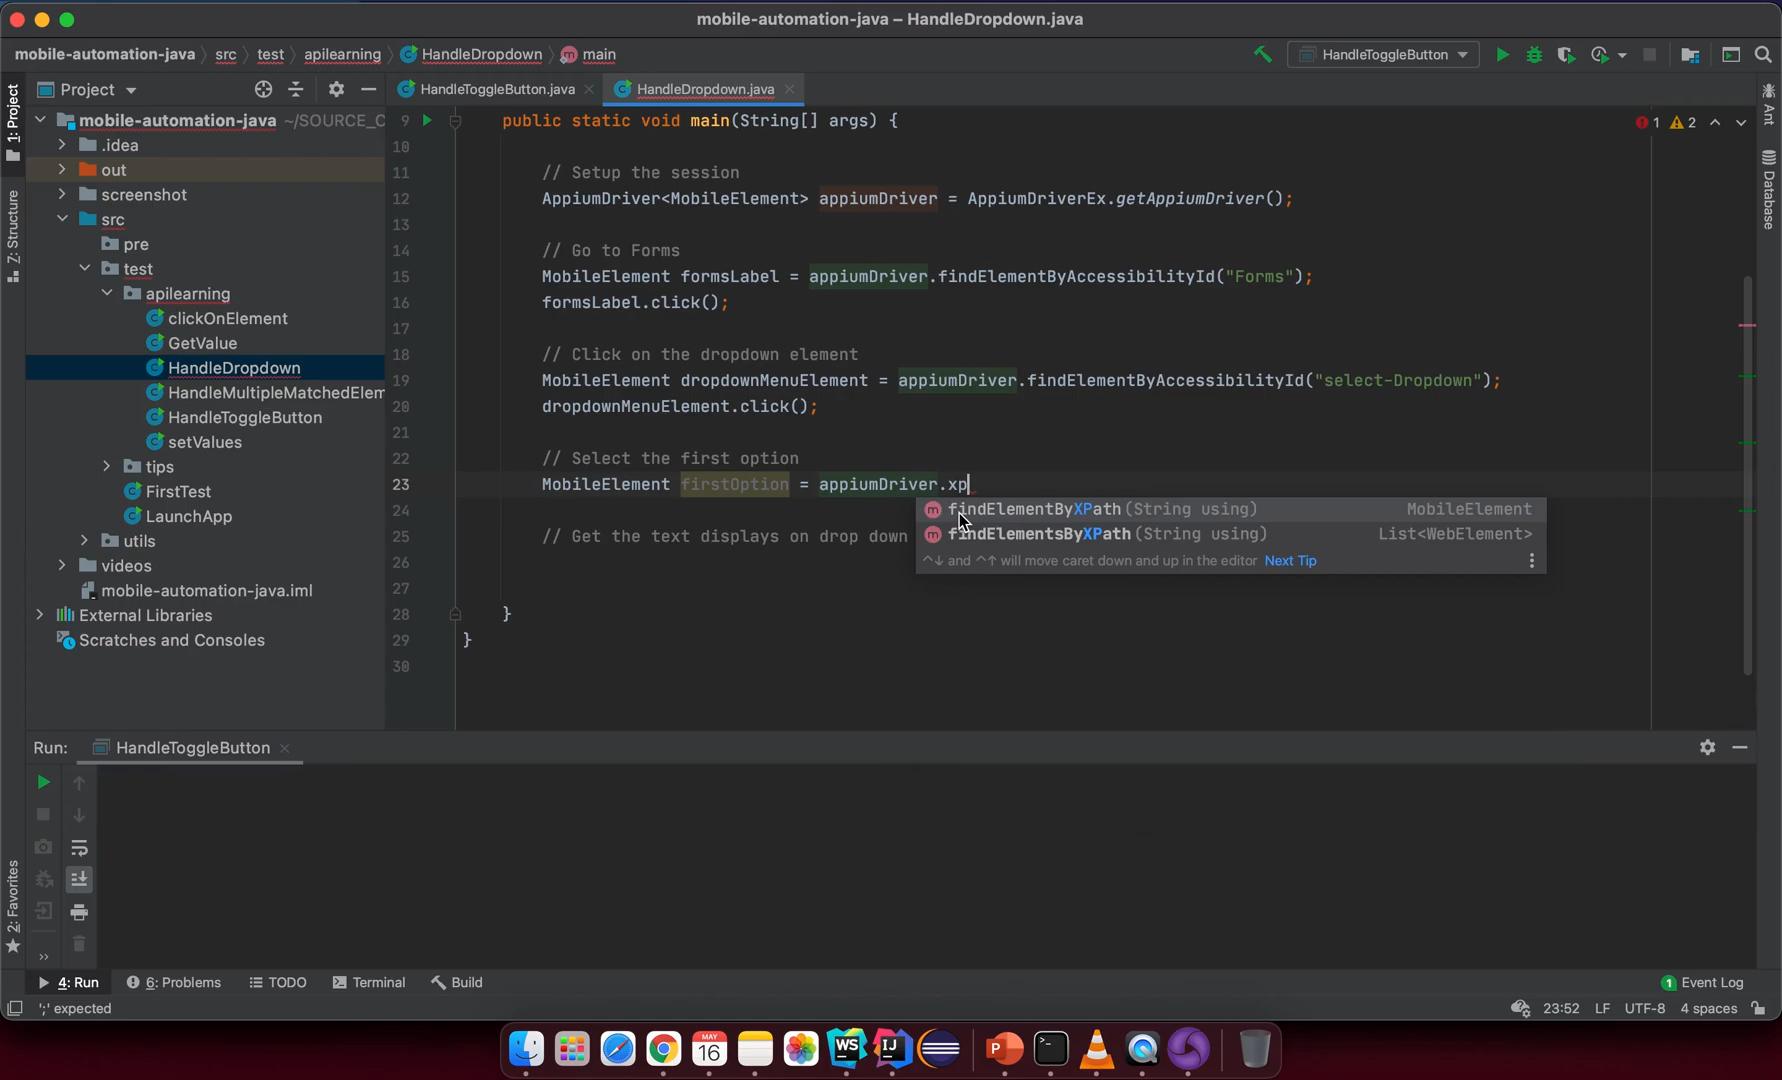 mobile-automation-java – HandleDropdown.java
mobile-automation-java src test apilearning HandleDropdown main
HandleToggleButton
1: Project
Z: Structure
2: Favorites
Ant
Database
Project
HandleToggleButton.java
HandleDropdown.java
1 2
mobile-automation-java ~/SOURCE_C
.idea
out
screenshot
src
pre
test
apilearning
clickOnElement
GetValue
HandleDropdown
HandleMultipleMatchedElem
HandleToggleButton
setValues
tips
FirstTest
LaunchApp
utils
videos
mobile-automation-java.iml
External Libraries
Scratches and Consoles
9 public static void main(String[] args) {
10
11 // Setup the session
12 AppiumDriver<MobileElement> appiumDriver = AppiumDriverEx.getAppiumDriver();
13
14 // Go to Forms
15 MobileElement formsLabel = appiumDriver.findElementByAccessibilityId("Forms");
16 formsLabel.click();
17
18 // Click on the dropdown element
19 MobileElement dropdownMenuElement = appiumDriver.findElementByAccessibilityId("select-Dropdown");
20 dropdownMenuElement.click();
21
22 // Select the first option
23 MobileElement firstOption = appiumDriver.xp
24
25 // Get the text displays on drop down
26
27
28 }
29 }
30
findElementByXPath(String using) MobileElement
findElementsByXPath(String using) List<WebElement>
^↓ and ^↑ will move caret down and up in the editor Next Tip
Run: HandleToggleButton
4: Run 6: Problems TODO Terminal Build
1 Event Log
';' expected
23:52 LF UTF-8 4 spaces
MAY
16
WS
IJ
P